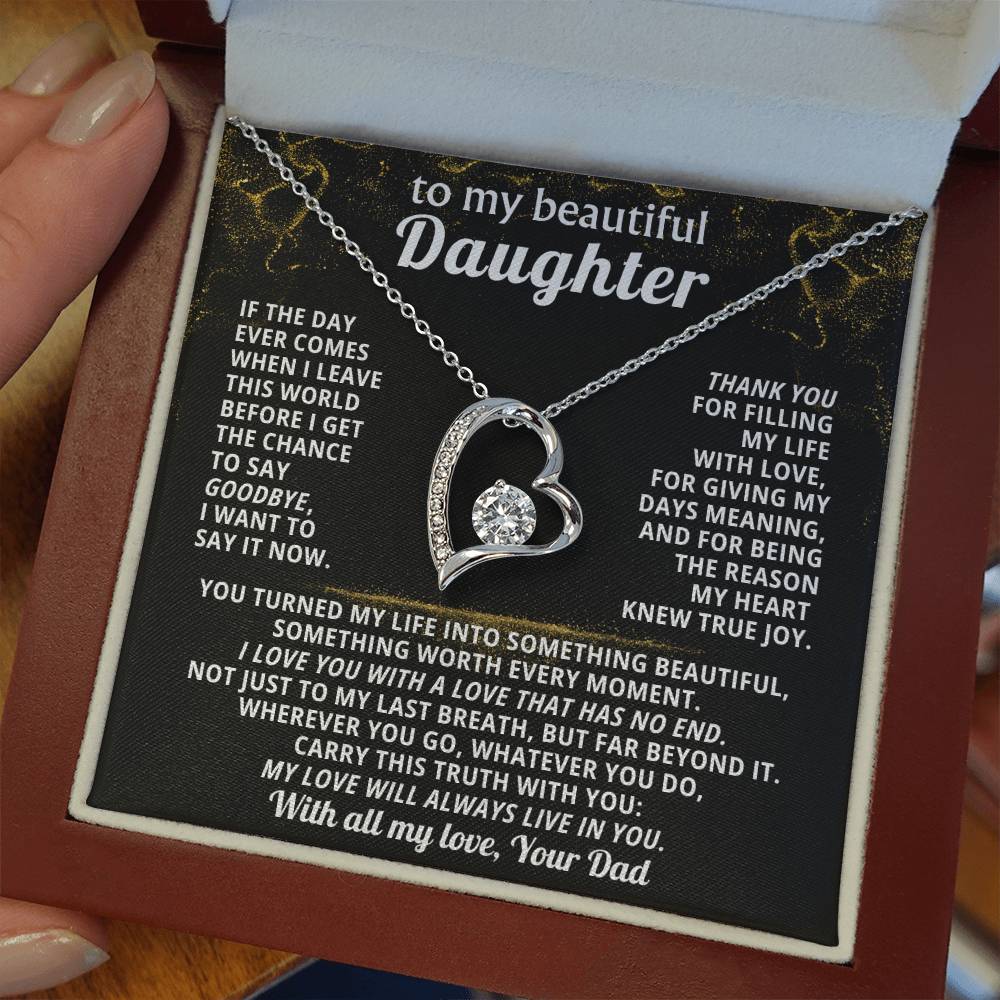 to my beautiful
Daughter
IF THE DAY
EVER COMES
WHEN I LEAVE
THIS WORLD
BEFORE I GET
THE CHANCE
TO SAY
GOODBYE,
I WANT TO
SAY IT NOW.
THANK YOU
FOR FILLING
MY LIFE
WITH LOVE,
FOR GIVING MY
DAYS MEANING,
AND FOR BEING
THE REASON
MY HEART
KNEW TRUE JOY.
YOU TURNED MY LIFE INTO SOMETHING BEAUTIFUL,
SOMETHING WORTH EVERY MOMENT.
I LOVE YOU WITH A LOVE THAT HAS NO END.
NOT JUST TO MY LAST BREATH, BUT FAR BEYOND IT.
WHEREVER YOU GO, WHATEVER YOU DO,
CARRY THIS TRUTH WITH YOU:
MY LOVE WILL ALWAYS LIVE IN YOU.
With all my love, Your Dad